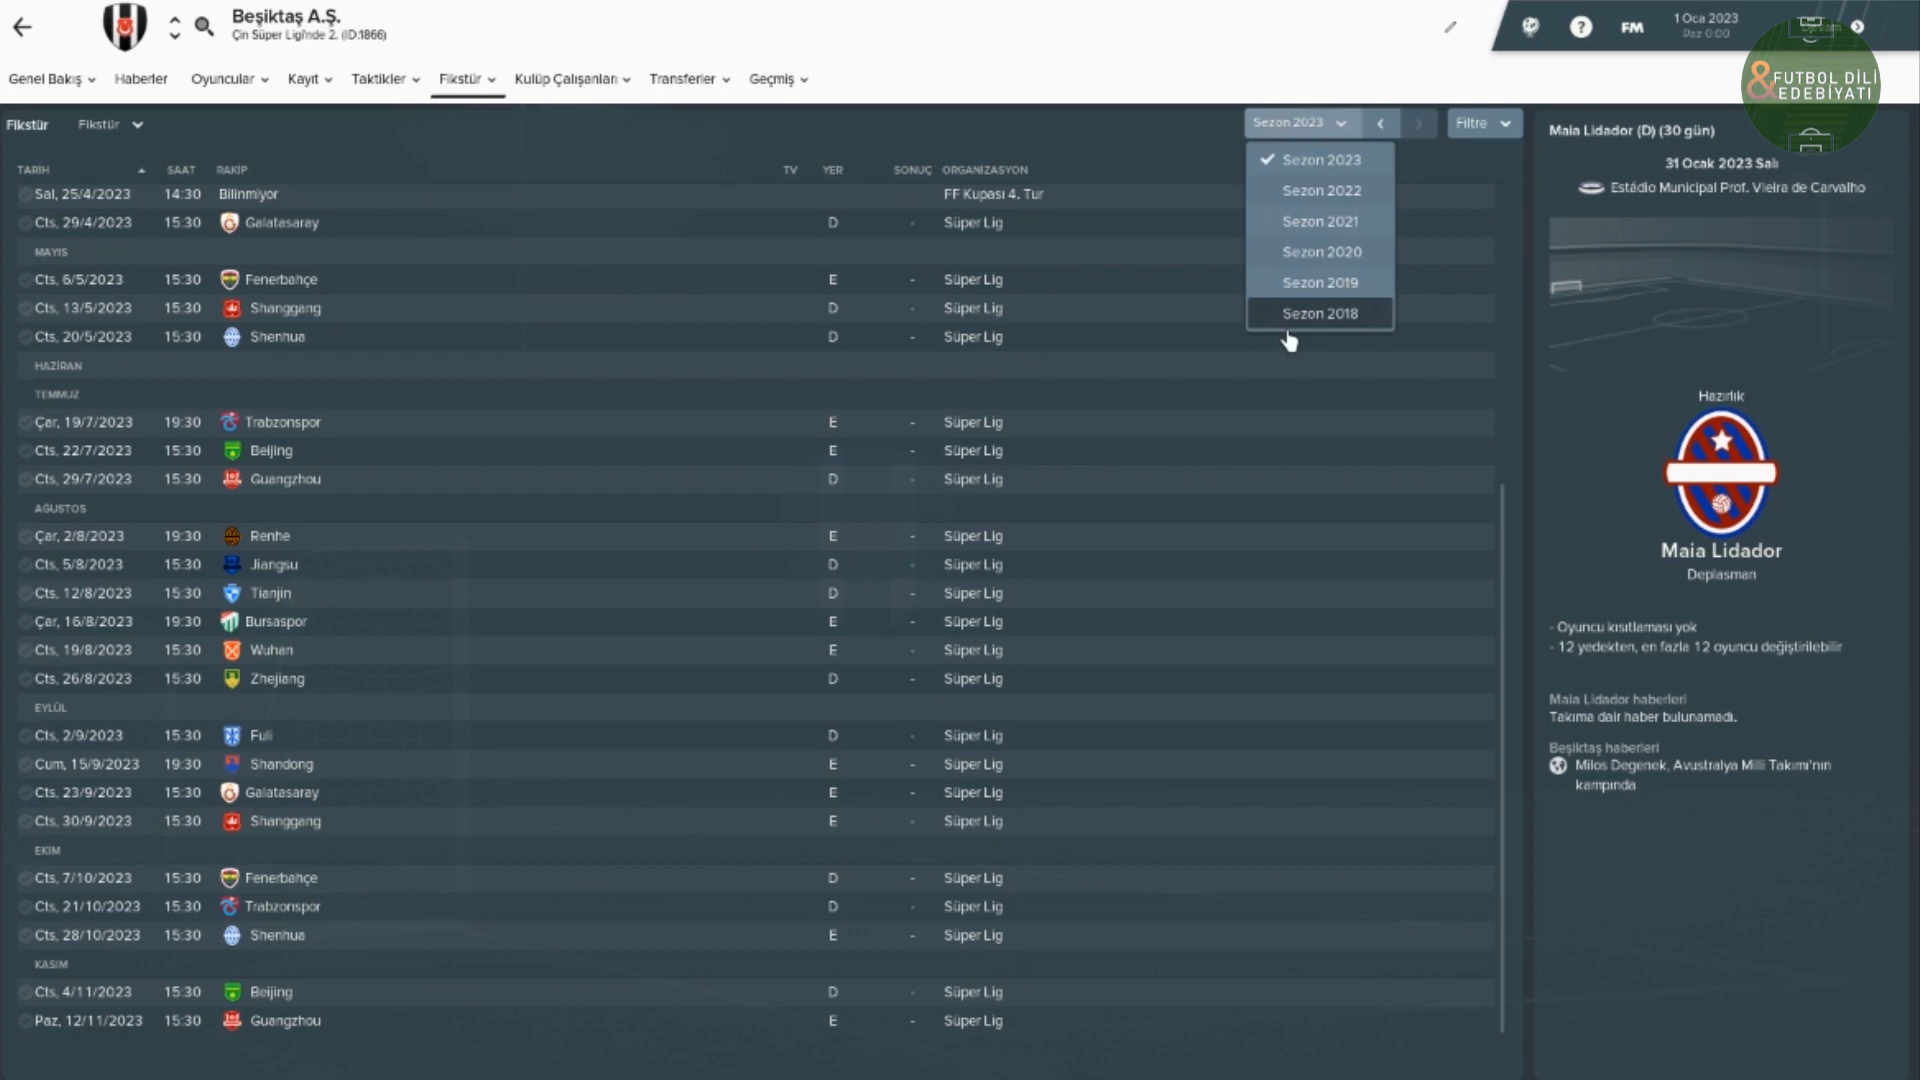 Beşiktaş A.Ş.
Çin Süper Ligi'nde 2. (ID:1866)
FM
1 Oca 2023
Paz 0:00
Devam
Genel Bakış
Haberler
Oyuncular
Kayıt
Taktikler
Fikstür
Kulüp Çalışanları
Transferler
Geçmiş
&FUTBOL DİLİ
EDEBİYATI
Fikstür
Fikstür
Sezon 2023
Filtre
Sezon 2023
Sezon 2022
Sezon 2021
Sezon 2020
Sezon 2019
Sezon 2018
TARİH SAAT RAKİP TV YER SONUÇ ORGANİZASYON
Sal, 25/4/2023 14:30 Bilinmiyor FF Kupası 4. Tur
Cts, 29/4/2023 15:30 Galatasaray D - Süper Lig
MAYIS
Cts, 6/5/2023 15:30 Fenerbahçe E - Süper Lig
Cts, 13/5/2023 15:30 Shanggang D - Süper Lig
Cts, 20/5/2023 15:30 Shenhua D - Süper Lig
HAZİRAN
TEMMUZ
Çar, 19/7/2023 19:30 Trabzonspor E - Süper Lig
Cts, 22/7/2023 15:30 Beijing E - Süper Lig
Cts, 29/7/2023 15:30 Guangzhou D - Süper Lig
AĞUSTOS
Çar, 2/8/2023 19:30 Renhe E - Süper Lig
Cts, 5/8/2023 15:30 Jiangsu D - Süper Lig
Cts, 12/8/2023 15:30 Tianjin D - Süper Lig
Çar, 16/8/2023 19:30 Bursaspor E - Süper Lig
Cts, 19/8/2023 15:30 Wuhan E - Süper Lig
Cts, 26/8/2023 15:30 Zhejiang D - Süper Lig
EYLÜL
Cts, 2/9/2023 15:30 Fuli D - Süper Lig
Cum, 15/9/2023 19:30 Shandong E - Süper Lig
Cts, 23/9/2023 15:30 Galatasaray E - Süper Lig
Cts, 30/9/2023 15:30 Shanggang E - Süper Lig
EKİM
Cts, 7/10/2023 15:30 Fenerbahçe D - Süper Lig
Cts, 21/10/2023 15:30 Trabzonspor D - Süper Lig
Cts, 28/10/2023 15:30 Shenhua E - Süper Lig
KASIM
Cts, 4/11/2023 15:30 Beijing D - Süper Lig
Paz, 12/11/2023 15:30 Guangzhou E - Süper Lig
Maia Lidador (D) (30 gün)
31 Ocak 2023 Salı
Estádio Municipal Prof. Vieira de Carvalho
Hazırlık
Maia Lidador
Deplasman
- Oyuncu kısıtlaması yok
- 12 yedekten, en fazla 12 oyuncu değiştirilebilir
Maia Lidador haberleri
Takıma dair haber bulunamadı.
Beşiktaş haberleri
Milos Degenek, Avustralya Milli Takımı'nın
kampında